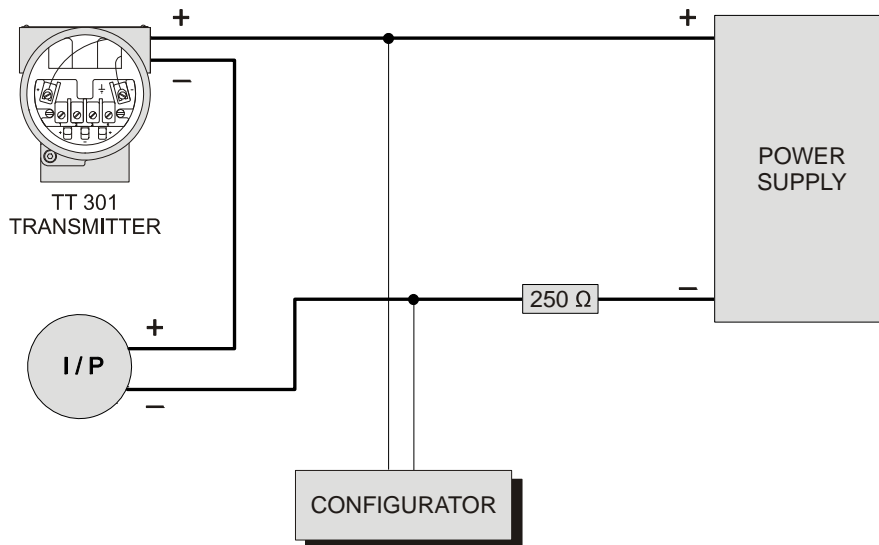 +
+
−
TT 301
TRANSMITTER
POWER
SUPPLY
250 Ω
−
+
I / P
−
CONFIGURATOR